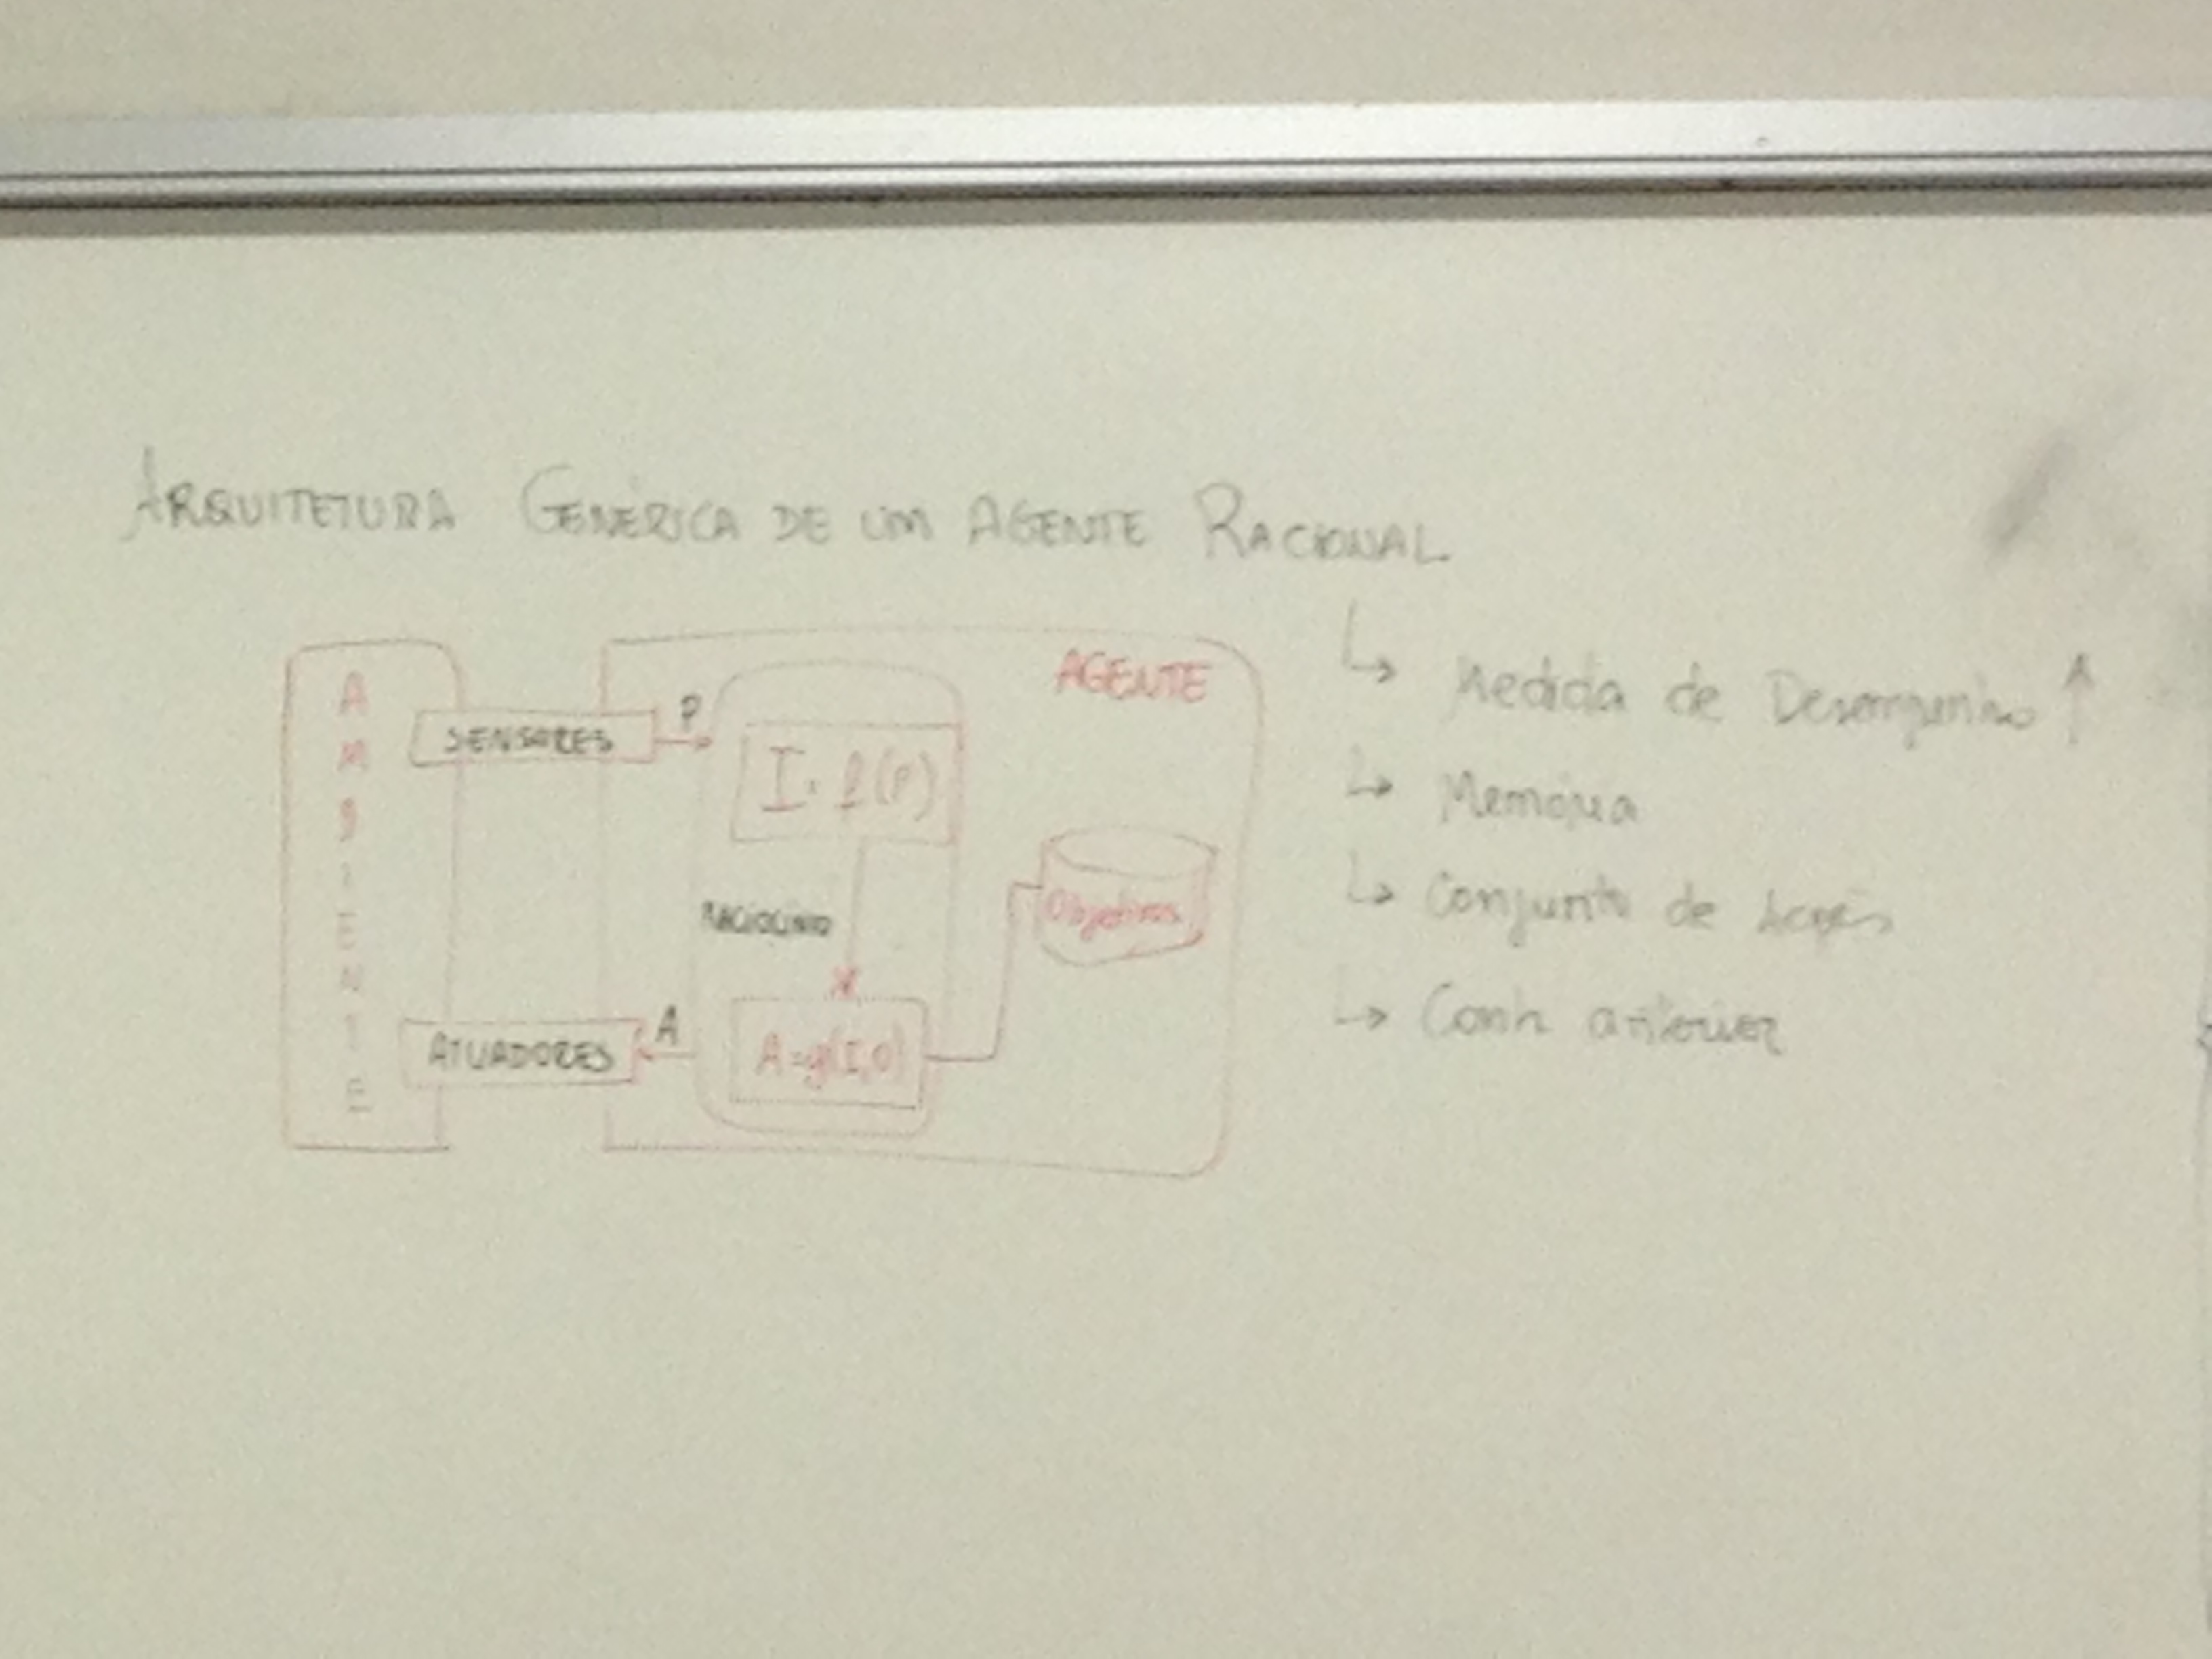 ARQUITETURA GENÉRICA DE UM AGENTE RACIONAL
AMBIENTE
SENSORES
P
I = f(P)
RACIOCÍNIO
A = g(I,O)
A
ATUADORES
AGENTE
Objetivos
↳ Medida de Desempenho ↑
↳ Memória
↳ Conjunto de Ações
↳ Conh anterior